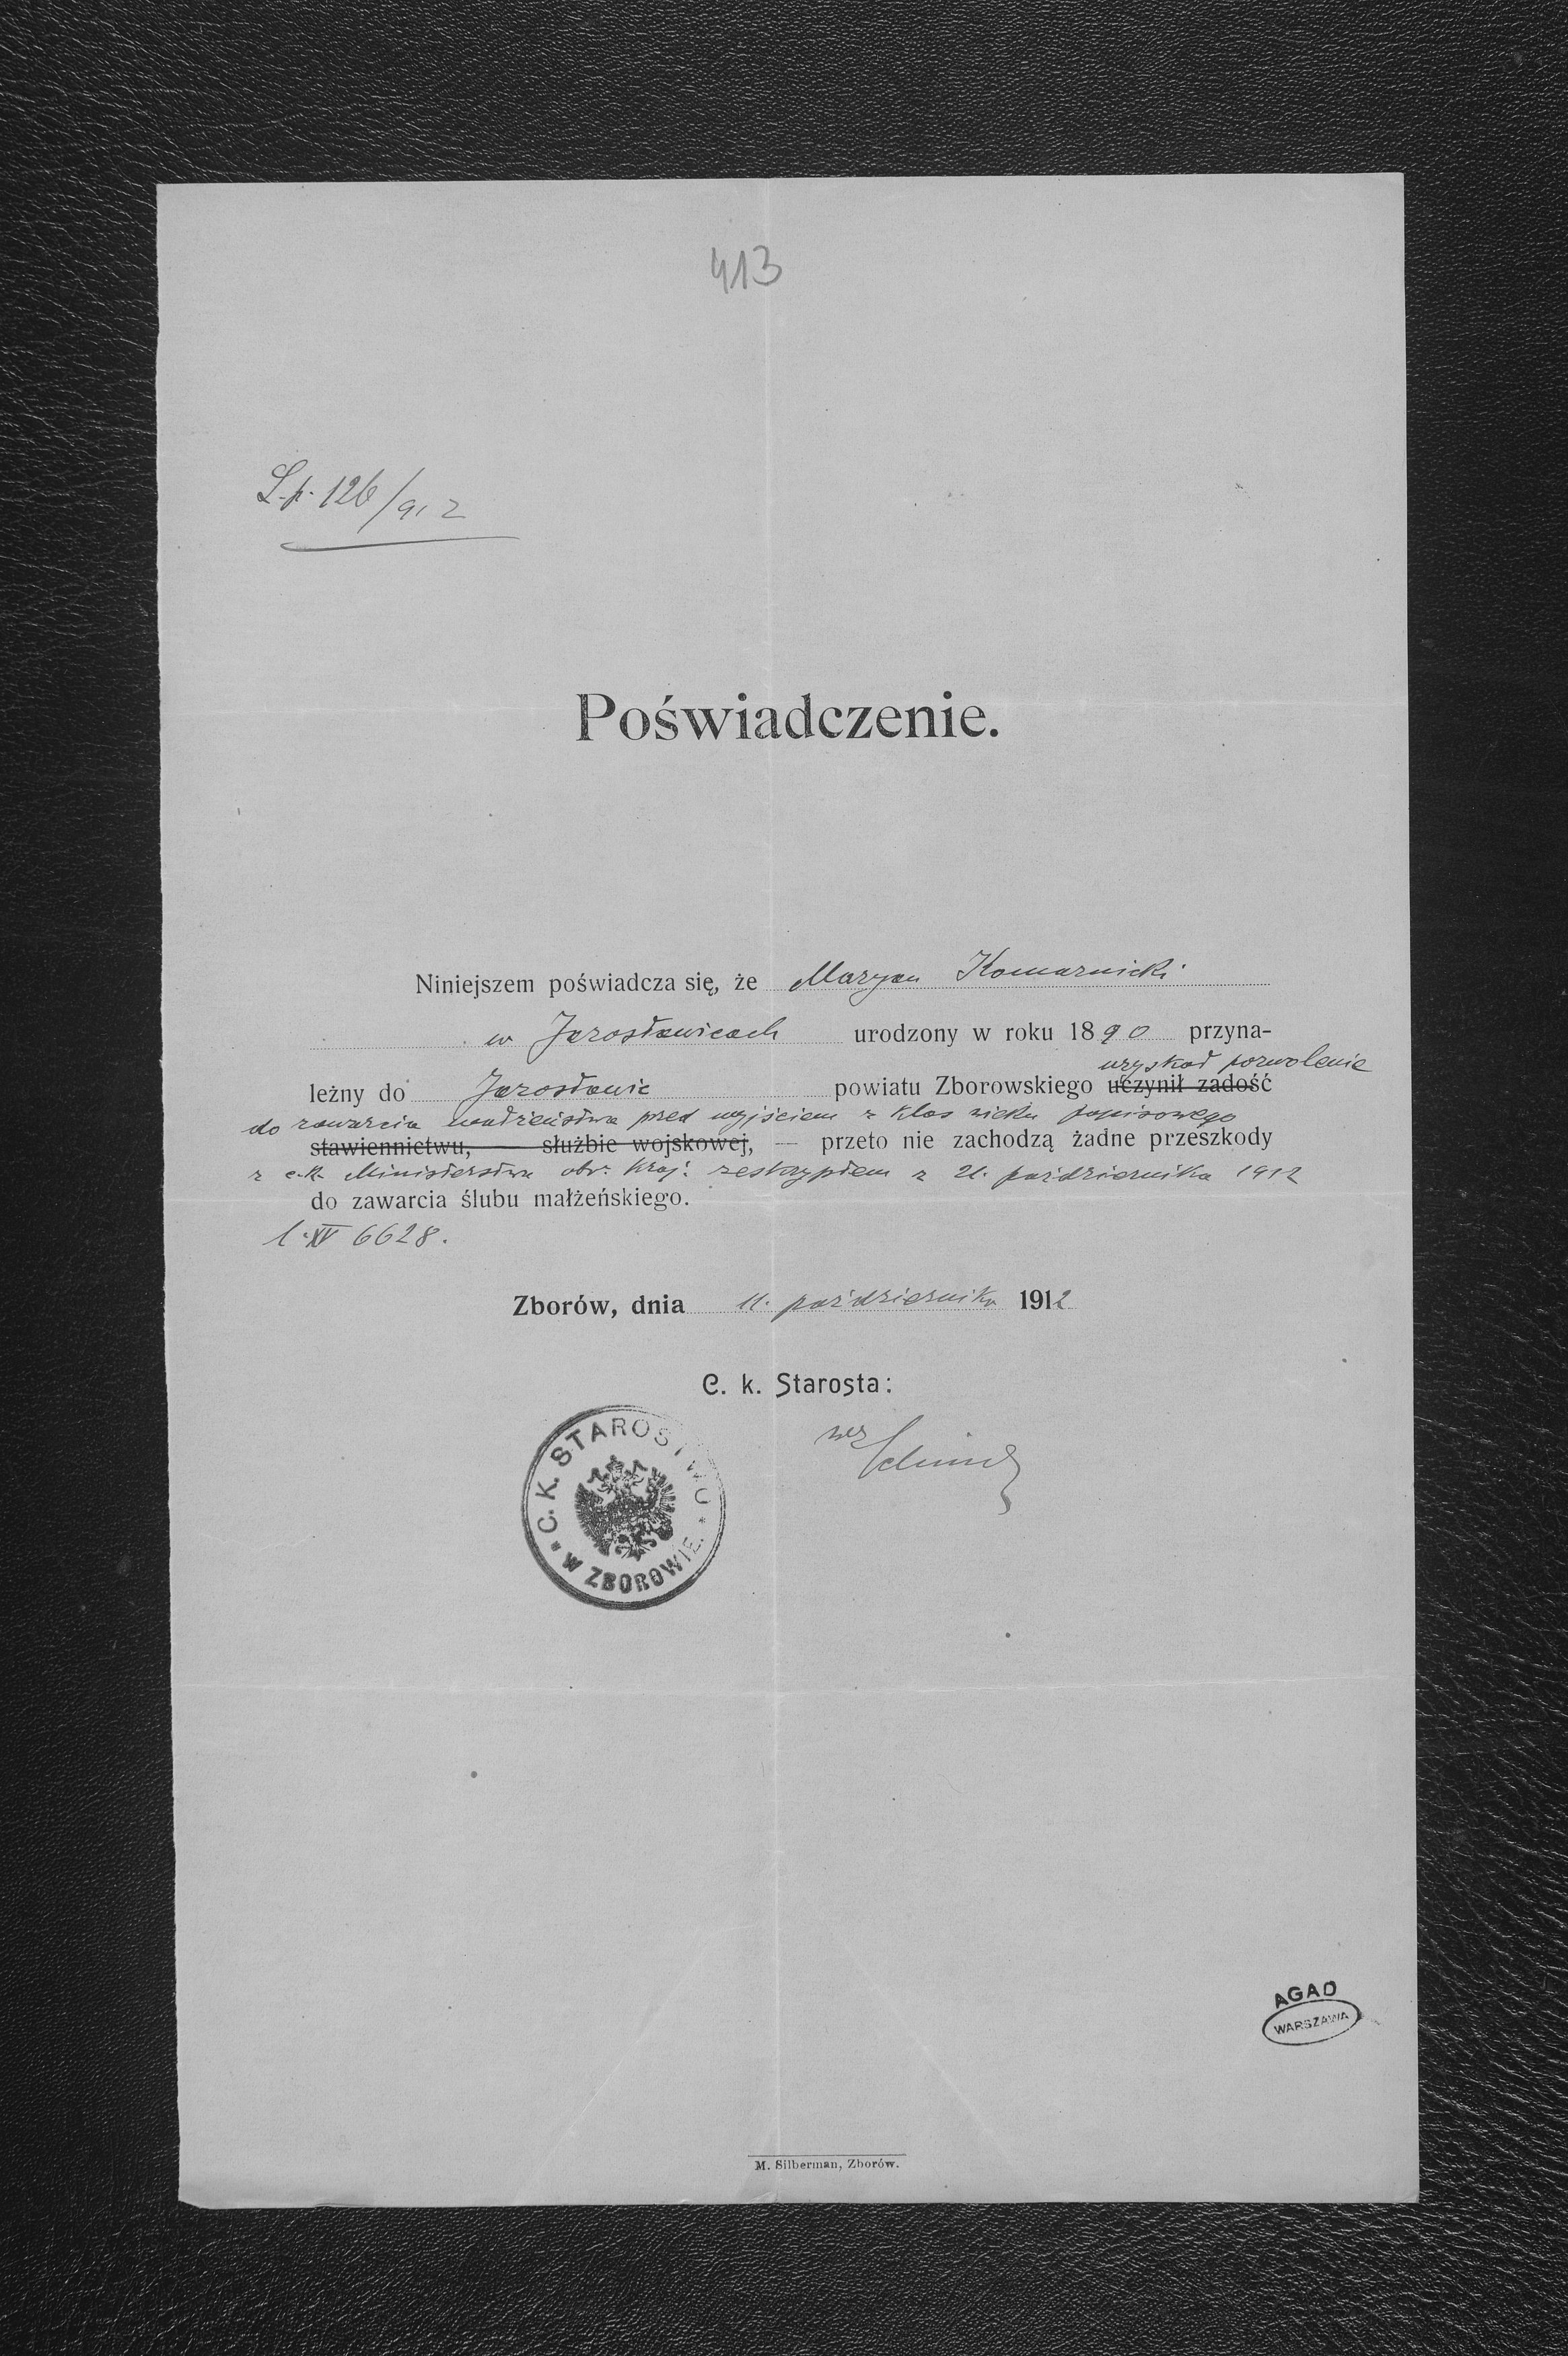 413
L.p. 126/912
Poświadczenie.
Niniejszem poświadcza się, że Maryan Komarnicki
w Jarosławicach urodzony w roku 1890 przyna-
uzyskał pozwolenie
leżny do Jarosławic powiatu Zborowskiego uczynił zadość
do zawarcia małżeństwa przed wyjściem z klas wieku popisowego
stawiennictwu, — służbie wojskowej, — przeto nie zachodzą żadne przeszkody
z c.k. Ministerstwa obr. kraj. reskryptem z 21. października 1912
do zawarcia ślubu małżeńskiego.
l. XV 6628.
Zborów, dnia 11. października 1912
C. k. Starosta:
C. K. STAROSTWO
W ZBOROWIE.
AGAD
WARSZAWA
M. Silberman, Zborów.